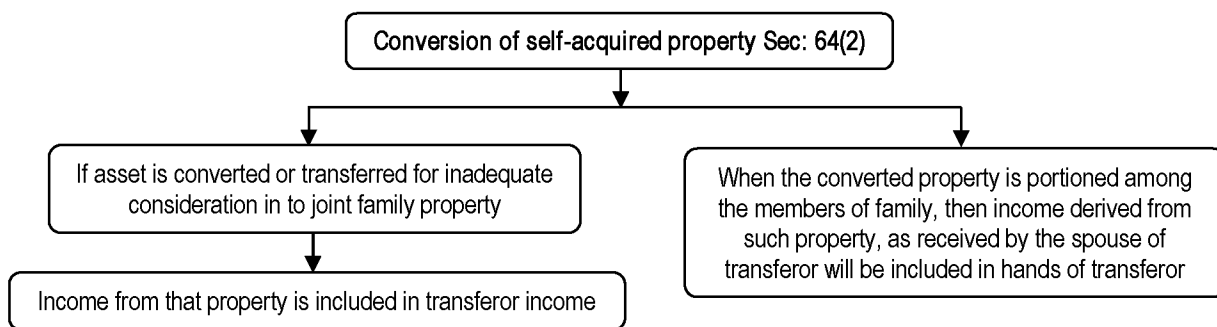 Conversion of self-acquired property Sec: 64(2)
If asset is converted or transferred for inadequate
consideration in to joint family property
Income from that property is included in transferor income
When the converted property is portioned among
the members of family, then income derived from
such property, as received by the spouse of
transferor will be included in hands of transferor